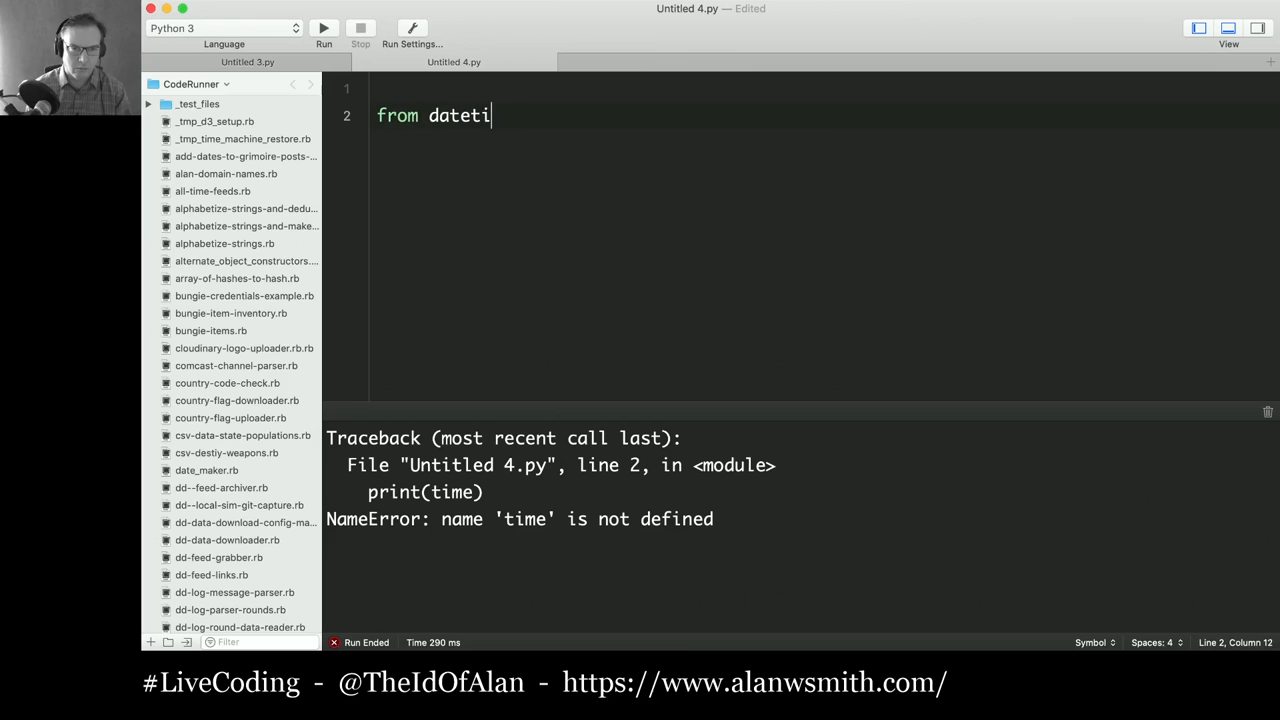 Untitled 4.py — Edited
Python 3
Language
Run
Stop
Run Settings...
View
Untitled 3.py
Untitled 4.py
CodeRunner
_test_files
_tmp_d3_setup.rb
_tmp_time_machine_restore.rb
add-dates-to-grimoire-posts-...
alan-domain-names.rb
all-time-feeds.rb
alphabetize-strings-and-dedu...
alphabetize-strings-and-make...
alphabetize-strings.rb
alternate_object_constructors....
array-of-hashes-to-hash.rb
bungie-credentials-example.rb
bungie-item-inventory.rb
bungie-items.rb
cloudinary-logo-uploader.rb.rb
comcast-channel-parser.rb
country-code-check.rb
country-flag-downloader.rb
country-flag-uploader.rb
csv-data-state-populations.rb
csv-destiy-weapons.rb
date_maker.rb
dd--feed-archiver.rb
dd--local-sim-git-capture.rb
dd-data-download-config-ma...
dd-data-downloader.rb
dd-feed-grabber.rb
dd-feed-links.rb
dd-log-message-parser.rb
dd-log-parser-rounds.rb
dd-log-round-data-reader.rb
Filter
1
2 from dateti
Traceback (most recent call last):
File "Untitled 4.py", line 2, in <module>
print(time)
NameError: name 'time' is not defined
Run Ended Time 290 ms
Symbol Spaces: 4 Line 2, Column 12
#LiveCoding - @TheIdOfAlan - https://www.alanwsmith.com/